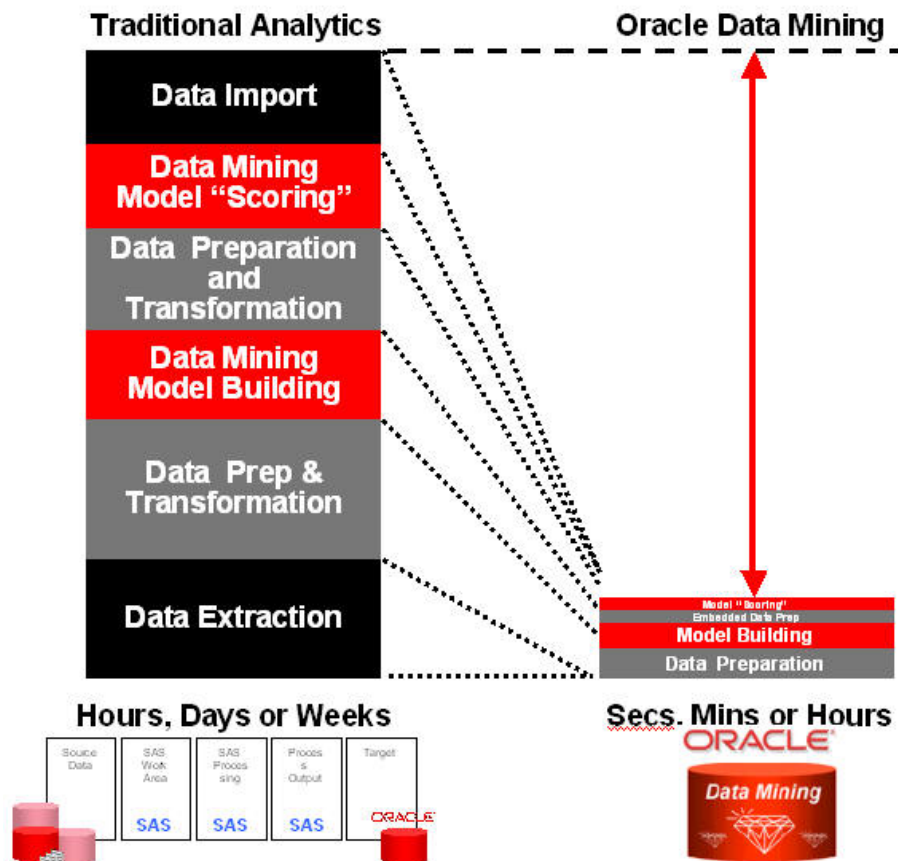 Traditional Analytics
Oracle Data Mining
Data Import
Data Mining
Model “Scoring”
Data Preparation
and
Transformation
Data Mining
Model Building
Data Prep &
Transformation
Data Extraction
Model “Scoring”
Embedded Data Prep
Model Building
Data Preparation
Hours, Days or Weeks
Secs, Mins or Hours
Source
Data
SAS
Work
Area
SAS
SAS
Proces
sing
SAS
Proces
s
Output
SAS
Target
ORACLE
ORACLE
Data Mining